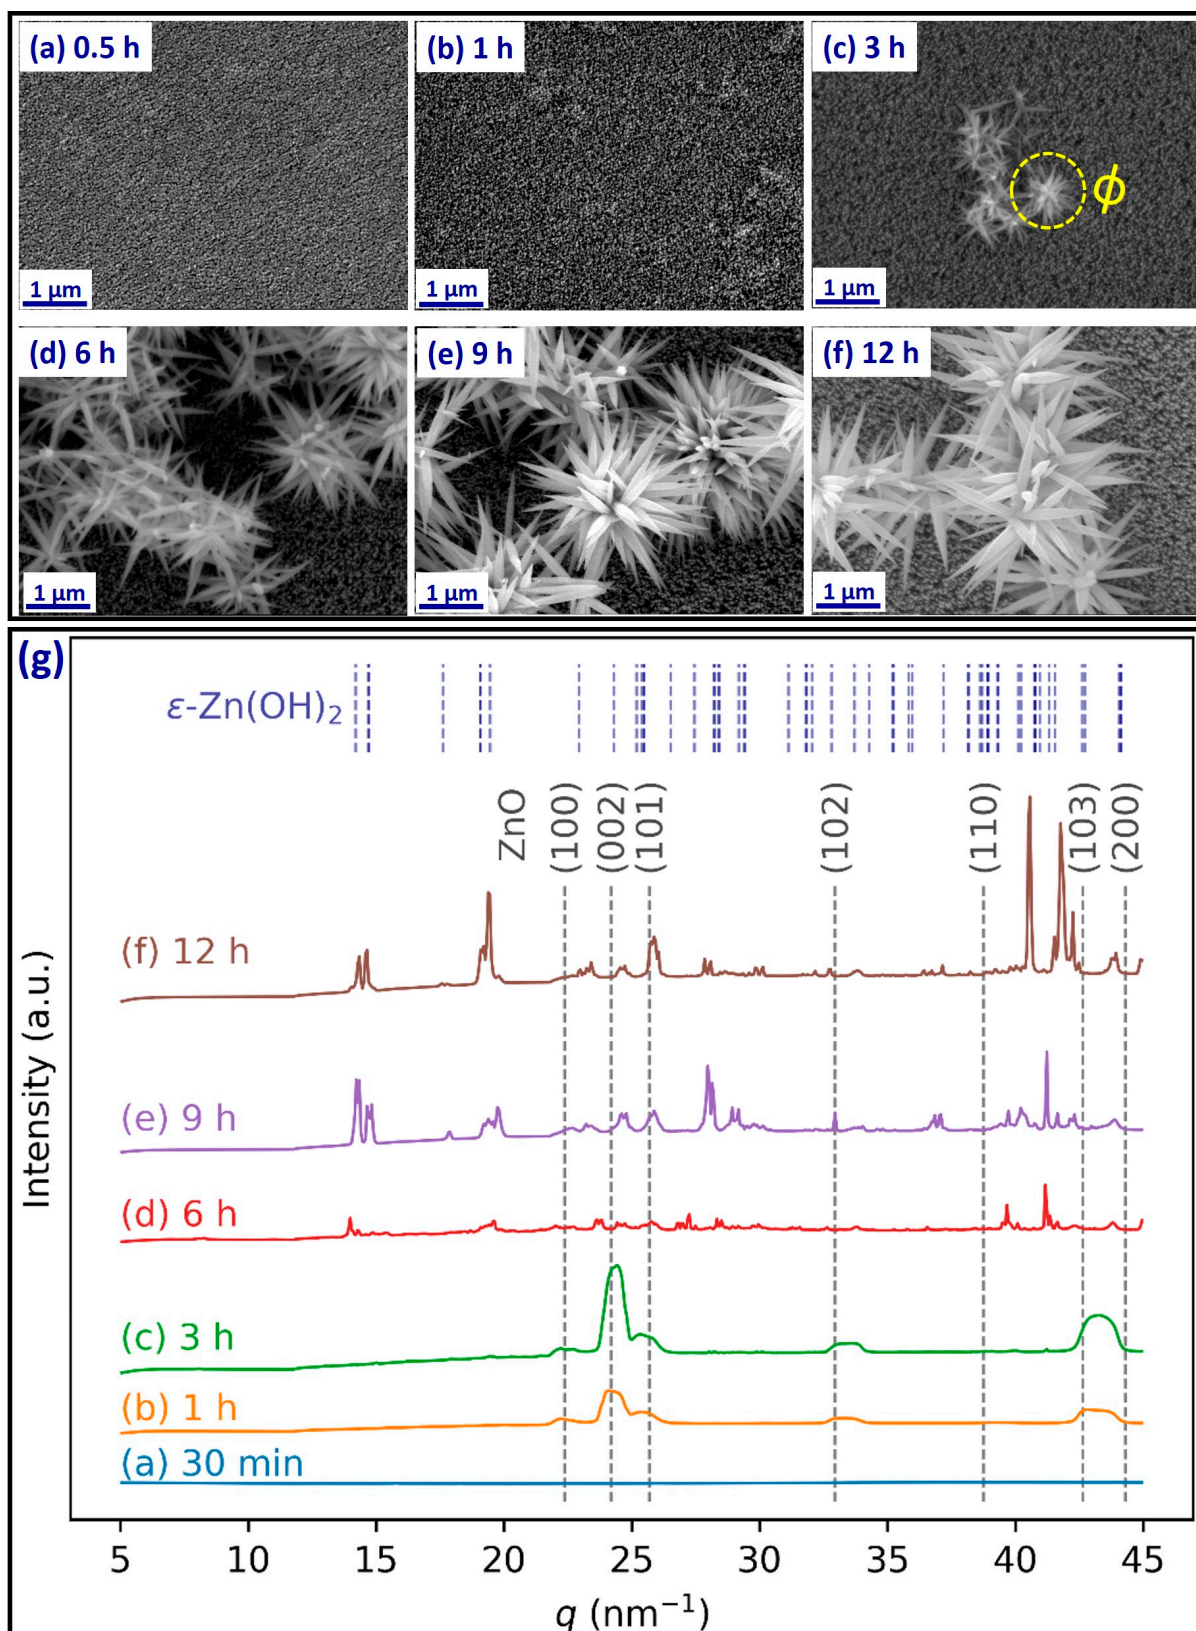 (a) 0.5 h
(b) 1 h
(c) 3 h
ϕ
1 µm
1 µm
1 µm
(d) 6 h
(e) 9 h
(f) 12 h
1 µm
1 µm
1 µm
(g)
ε-Zn(OH)₂
ZnO
(100)
(002)
(101)
(102)
(110)
(103)
(200)
(f) 12 h
(e) 9 h
(d) 6 h
(c) 3 h
(b) 1 h
(a) 30 min
Intensity (a.u.)
5 10 15 20 25 30 35 40 45
q (nm⁻¹)